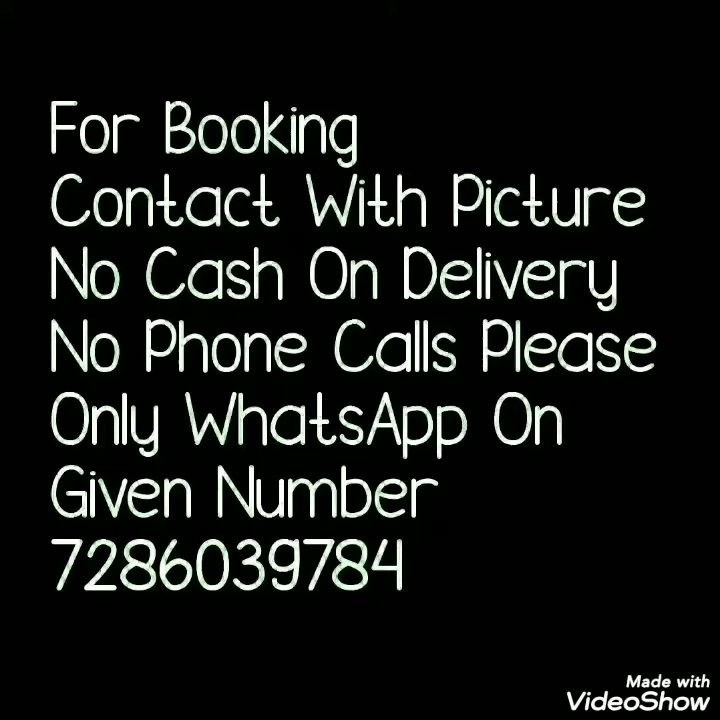 For Booking
Contact With Picture
No Cash On Delivery
No Phone Calls Please
Only WhatsApp On
Given Number
7286039784
Made with
VideoShow